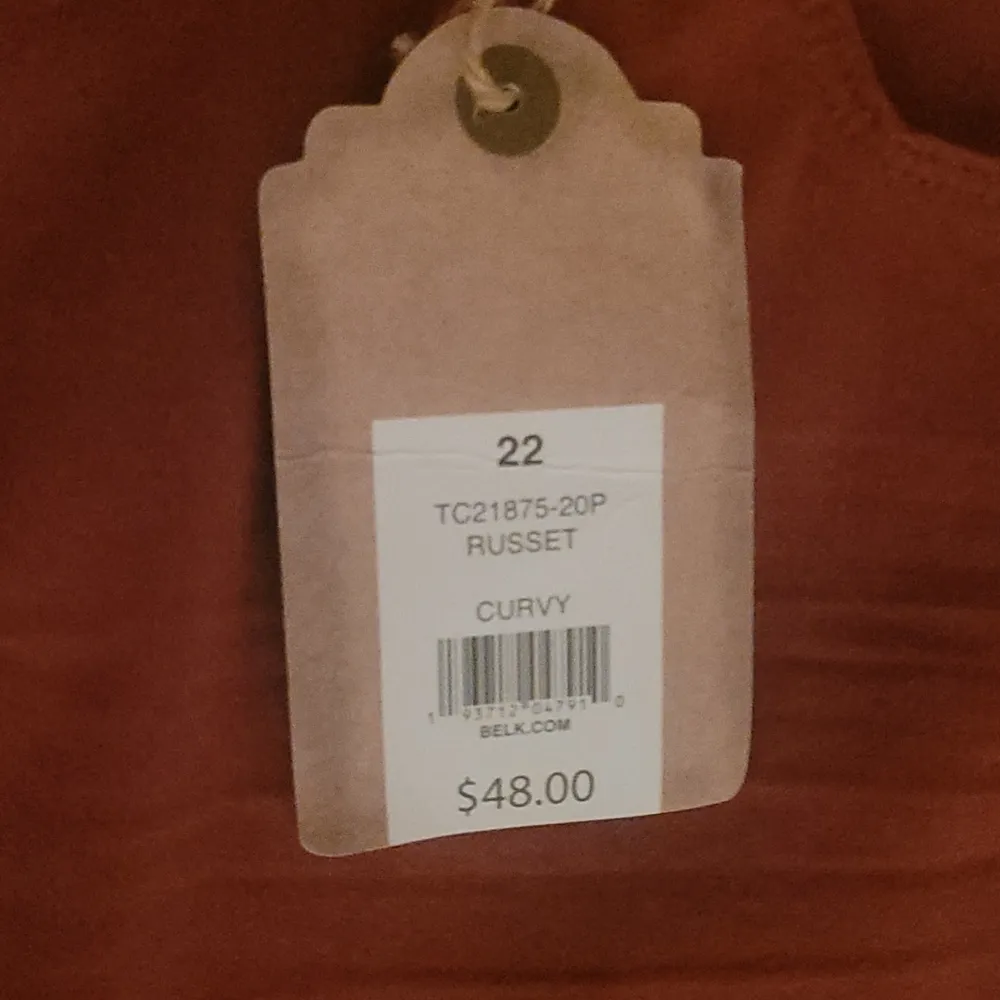 22
TC21875-20P
RUSSET
CURVY
1 93712 04791 0
BELK.COM
$48.00